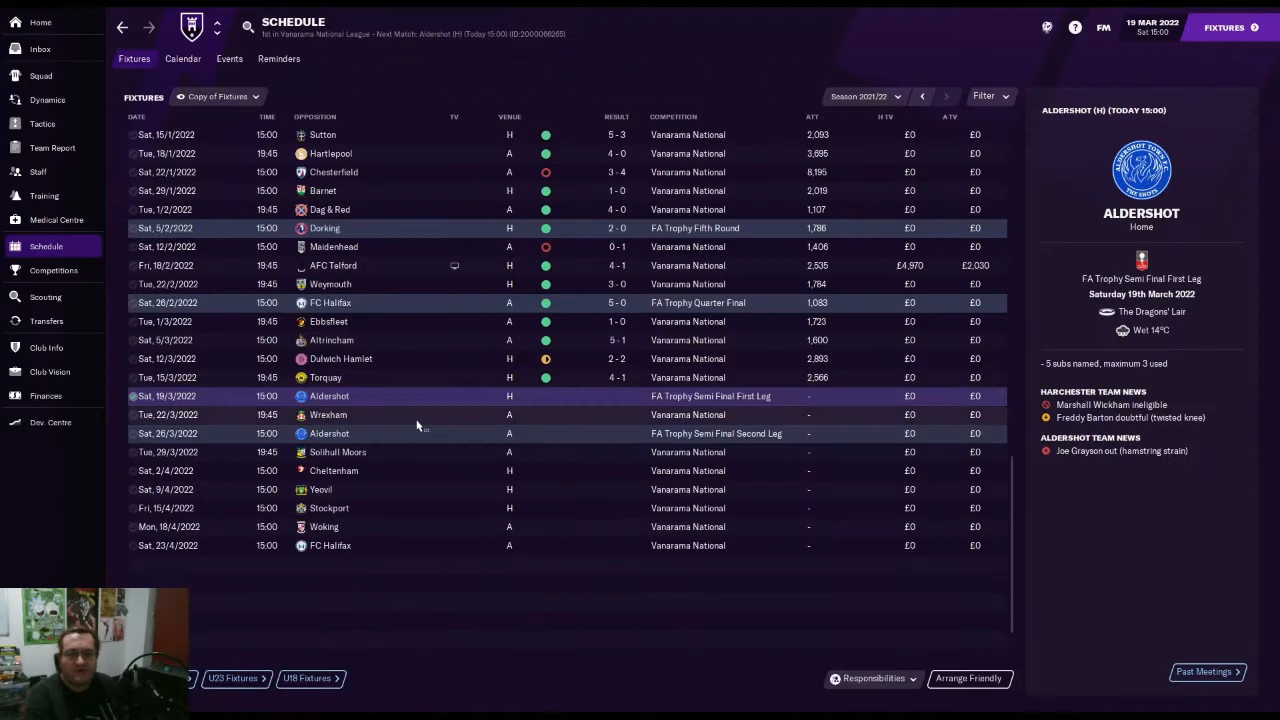 Home
SCHEDULE
1st in Vanarama National League - Next Match: Aldershot (H) (Today 15:00) (ID:2000066265)
FM
19 MAR 2022
Sat 15:00
FIXTURES
Inbox
Squad
Dynamics
Tactics
Team Report
Staff
Training
Medical Centre
Schedule
Competitions
Scouting
Transfers
Club Info
Club Vision
Finances
Dev. Centre
Fixtures Calendar Events Reminders
FIXTURES Copy of Fixtures Season 2021/22 Filter
DATE TIME OPPOSITION TV VENUE RESULT COMPETITION ATT H TV A TV
Sat, 15/1/2022 15:00 Sutton H 5 - 3 Vanarama National 2,093 £0 £0
Tue, 18/1/2022 19:45 Hartlepool A 4 - 0 Vanarama National 3,695 £0 £0
Sat, 22/1/2022 15:00 Chesterfield A 3 - 4 Vanarama National 8,195 £0 £0
Sat, 29/1/2022 15:00 Barnet H 1 - 0 Vanarama National 2,019 £0 £0
Tue, 1/2/2022 19:45 Dag & Red A 4 - 0 Vanarama National 1,107 £0 £0
Sat, 5/2/2022 15:00 Dorking H 2 - 0 FA Trophy Fifth Round 1,786 £0 £0
Sat, 12/2/2022 15:00 Maidenhead A 0 - 1 Vanarama National 1,406 £0 £0
Fri, 18/2/2022 19:45 AFC Telford H 4 - 1 Vanarama National 2,535 £4,970 £2,030
Tue, 22/2/2022 19:45 Weymouth H 3 - 0 Vanarama National 1,784 £0 £0
Sat, 26/2/2022 15:00 FC Halifax A 5 - 0 FA Trophy Quarter Final 1,083 £0 £0
Tue, 1/3/2022 19:45 Ebbsfleet A 1 - 0 Vanarama National 1,723 £0 £0
Sat, 5/3/2022 15:00 Altrincham A 5 - 1 Vanarama National 1,600 £0 £0
Sat, 12/3/2022 15:00 Dulwich Hamlet H 2 - 2 Vanarama National 2,893 £0 £0
Tue, 15/3/2022 19:45 Torquay H 4 - 1 Vanarama National 2,566 £0 £0
Sat, 19/3/2022 15:00 Aldershot H FA Trophy Semi Final First Leg - £0 £0
Tue, 22/3/2022 19:45 Wrexham A Vanarama National - £0 £0
Sat, 26/3/2022 15:00 Aldershot A FA Trophy Semi Final Second Leg - £0 £0
Tue, 29/3/2022 19:45 Solihull Moors A Vanarama National - £0 £0
Sat, 2/4/2022 15:00 Cheltenham H Vanarama National - £0 £0
Sat, 9/4/2022 15:00 Yeovil H Vanarama National - £0 £0
Fri, 15/4/2022 15:00 Stockport H Vanarama National - £0 £0
Mon, 18/4/2022 15:00 Woking A Vanarama National - £0 £0
Sat, 23/4/2022 15:00 FC Halifax A Vanarama National - £0 £0
U23 Fixtures U18 Fixtures Responsibilities Arrange Friendly
ALDERSHOT (H) (TODAY 15:00)
ALDERSHOT TOWN F.C.
THE SHOTS
ALDERSHOT
Home
FA Trophy Semi Final First Leg
Saturday 19th March 2022
The Dragons' Lair
Wet 14°C
- 5 subs named, maximum 3 used
HARCHESTER TEAM NEWS
Marshall Wickham ineligible
Freddy Barton doubtful (twisted knee)
ALDERSHOT TEAM NEWS
Joe Grayson out (hamstring strain)
Past Meetings